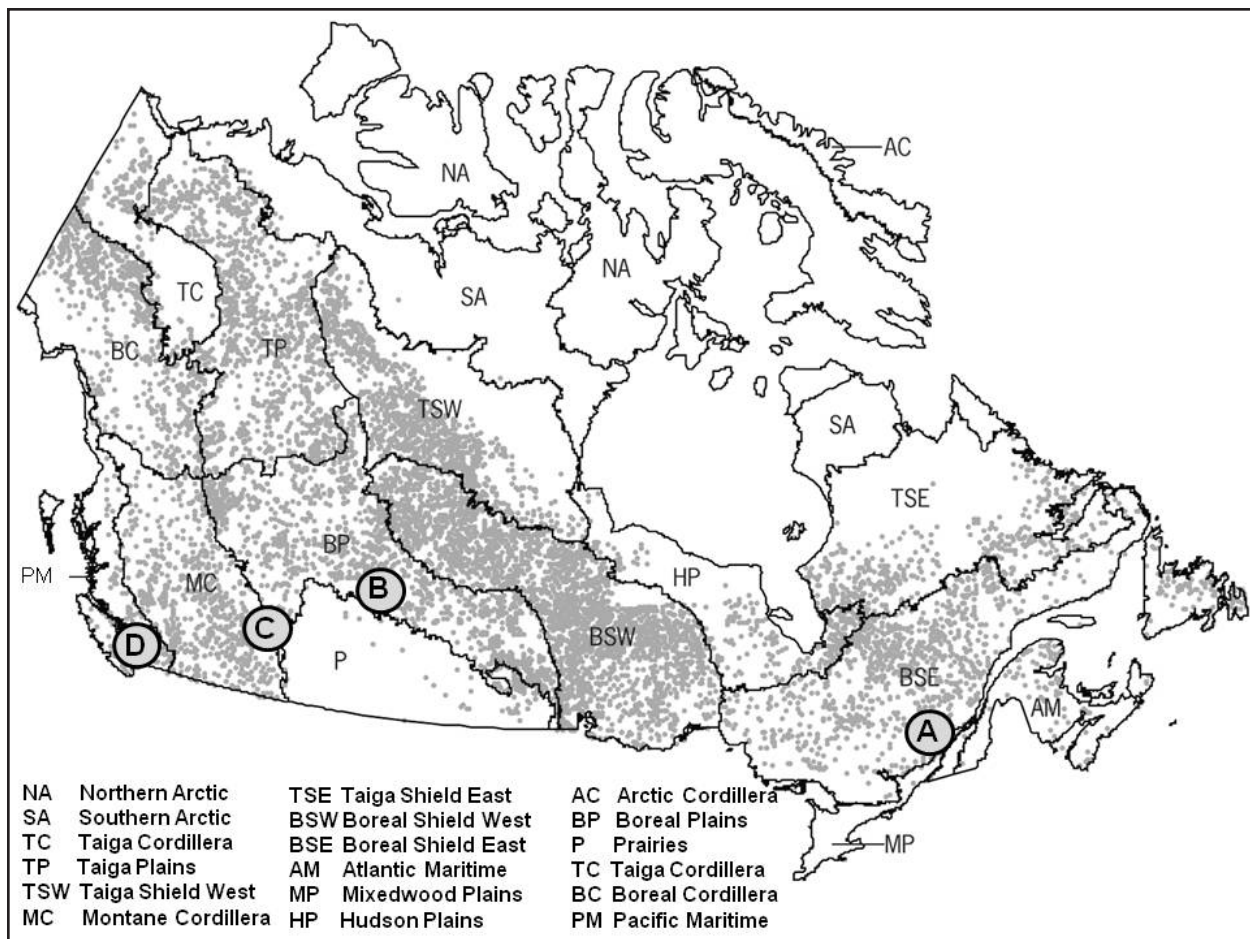 AC
NA
NA
SA
TC
BC
TP
TSW
SA
TSE
BP
HP
PM
MC
B
C
D
P
BSW
BSE
AM
A
MP
NA Northern Arctic
SA Southern Arctic
TC Taiga Cordillera
TP Taiga Plains
TSW Taiga Shield West
MC Montane Cordillera
TSE Taiga Shield East
BSW Boreal Shield West
BSE Boreal Shield East
AM Atlantic Maritime
MP Mixedwood Plains
HP Hudson Plains
AC Arctic Cordillera
BP Boreal Plains
P Prairies
TC Taiga Cordillera
BC Boreal Cordillera
PM Pacific Maritime